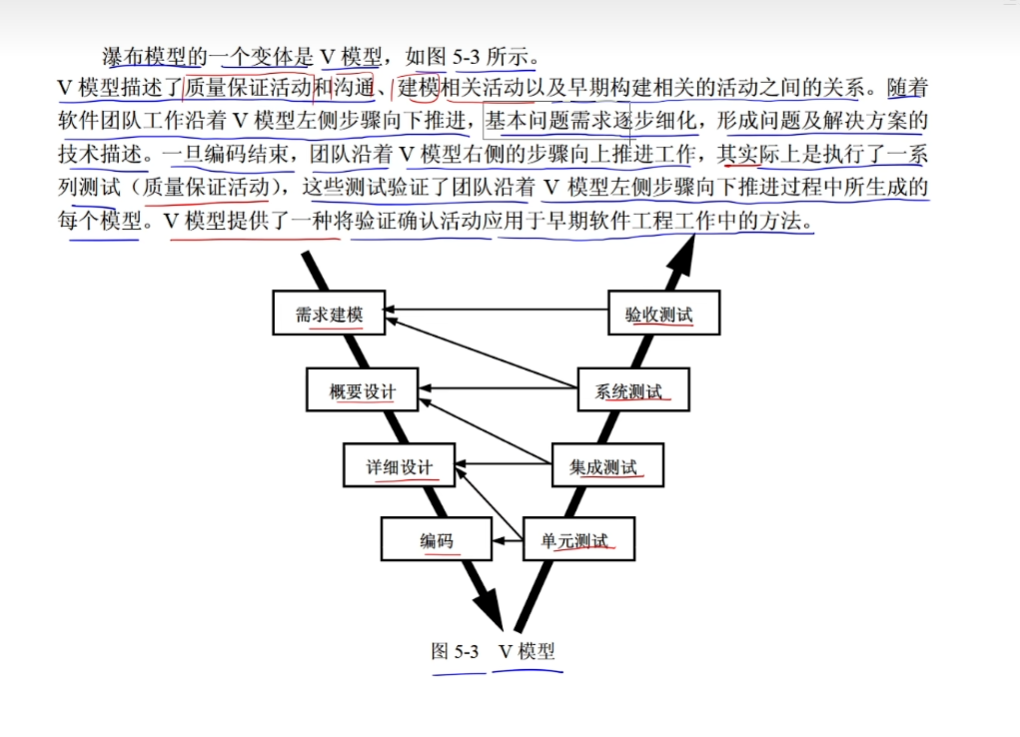 瀑布模型的一个变体是 V 模型，如图 5-3 所示。
V 模型描述了质量保证活动和沟通、建模相关活动以及早期构建相关的活动之间的关系。随着
软件团队工作沿着 V 模型左侧步骤向下推进，基本问题需求逐步细化，形成问题及解决方案的
技术描述。一旦编码结束，团队沿着 V 模型右侧的步骤向上推进工作，其实际上是执行了一系
列测试（质量保证活动），这些测试验证了团队沿着 V 模型左侧步骤向下推进过程中所生成的
每个模型。V 模型提供了一种将验证确认活动应用于早期软件工程工作中的方法。
需求建模
验收测试
概要设计
系统测试
详细设计
集成测试
编码
单元测试
图 5-3 V 模型